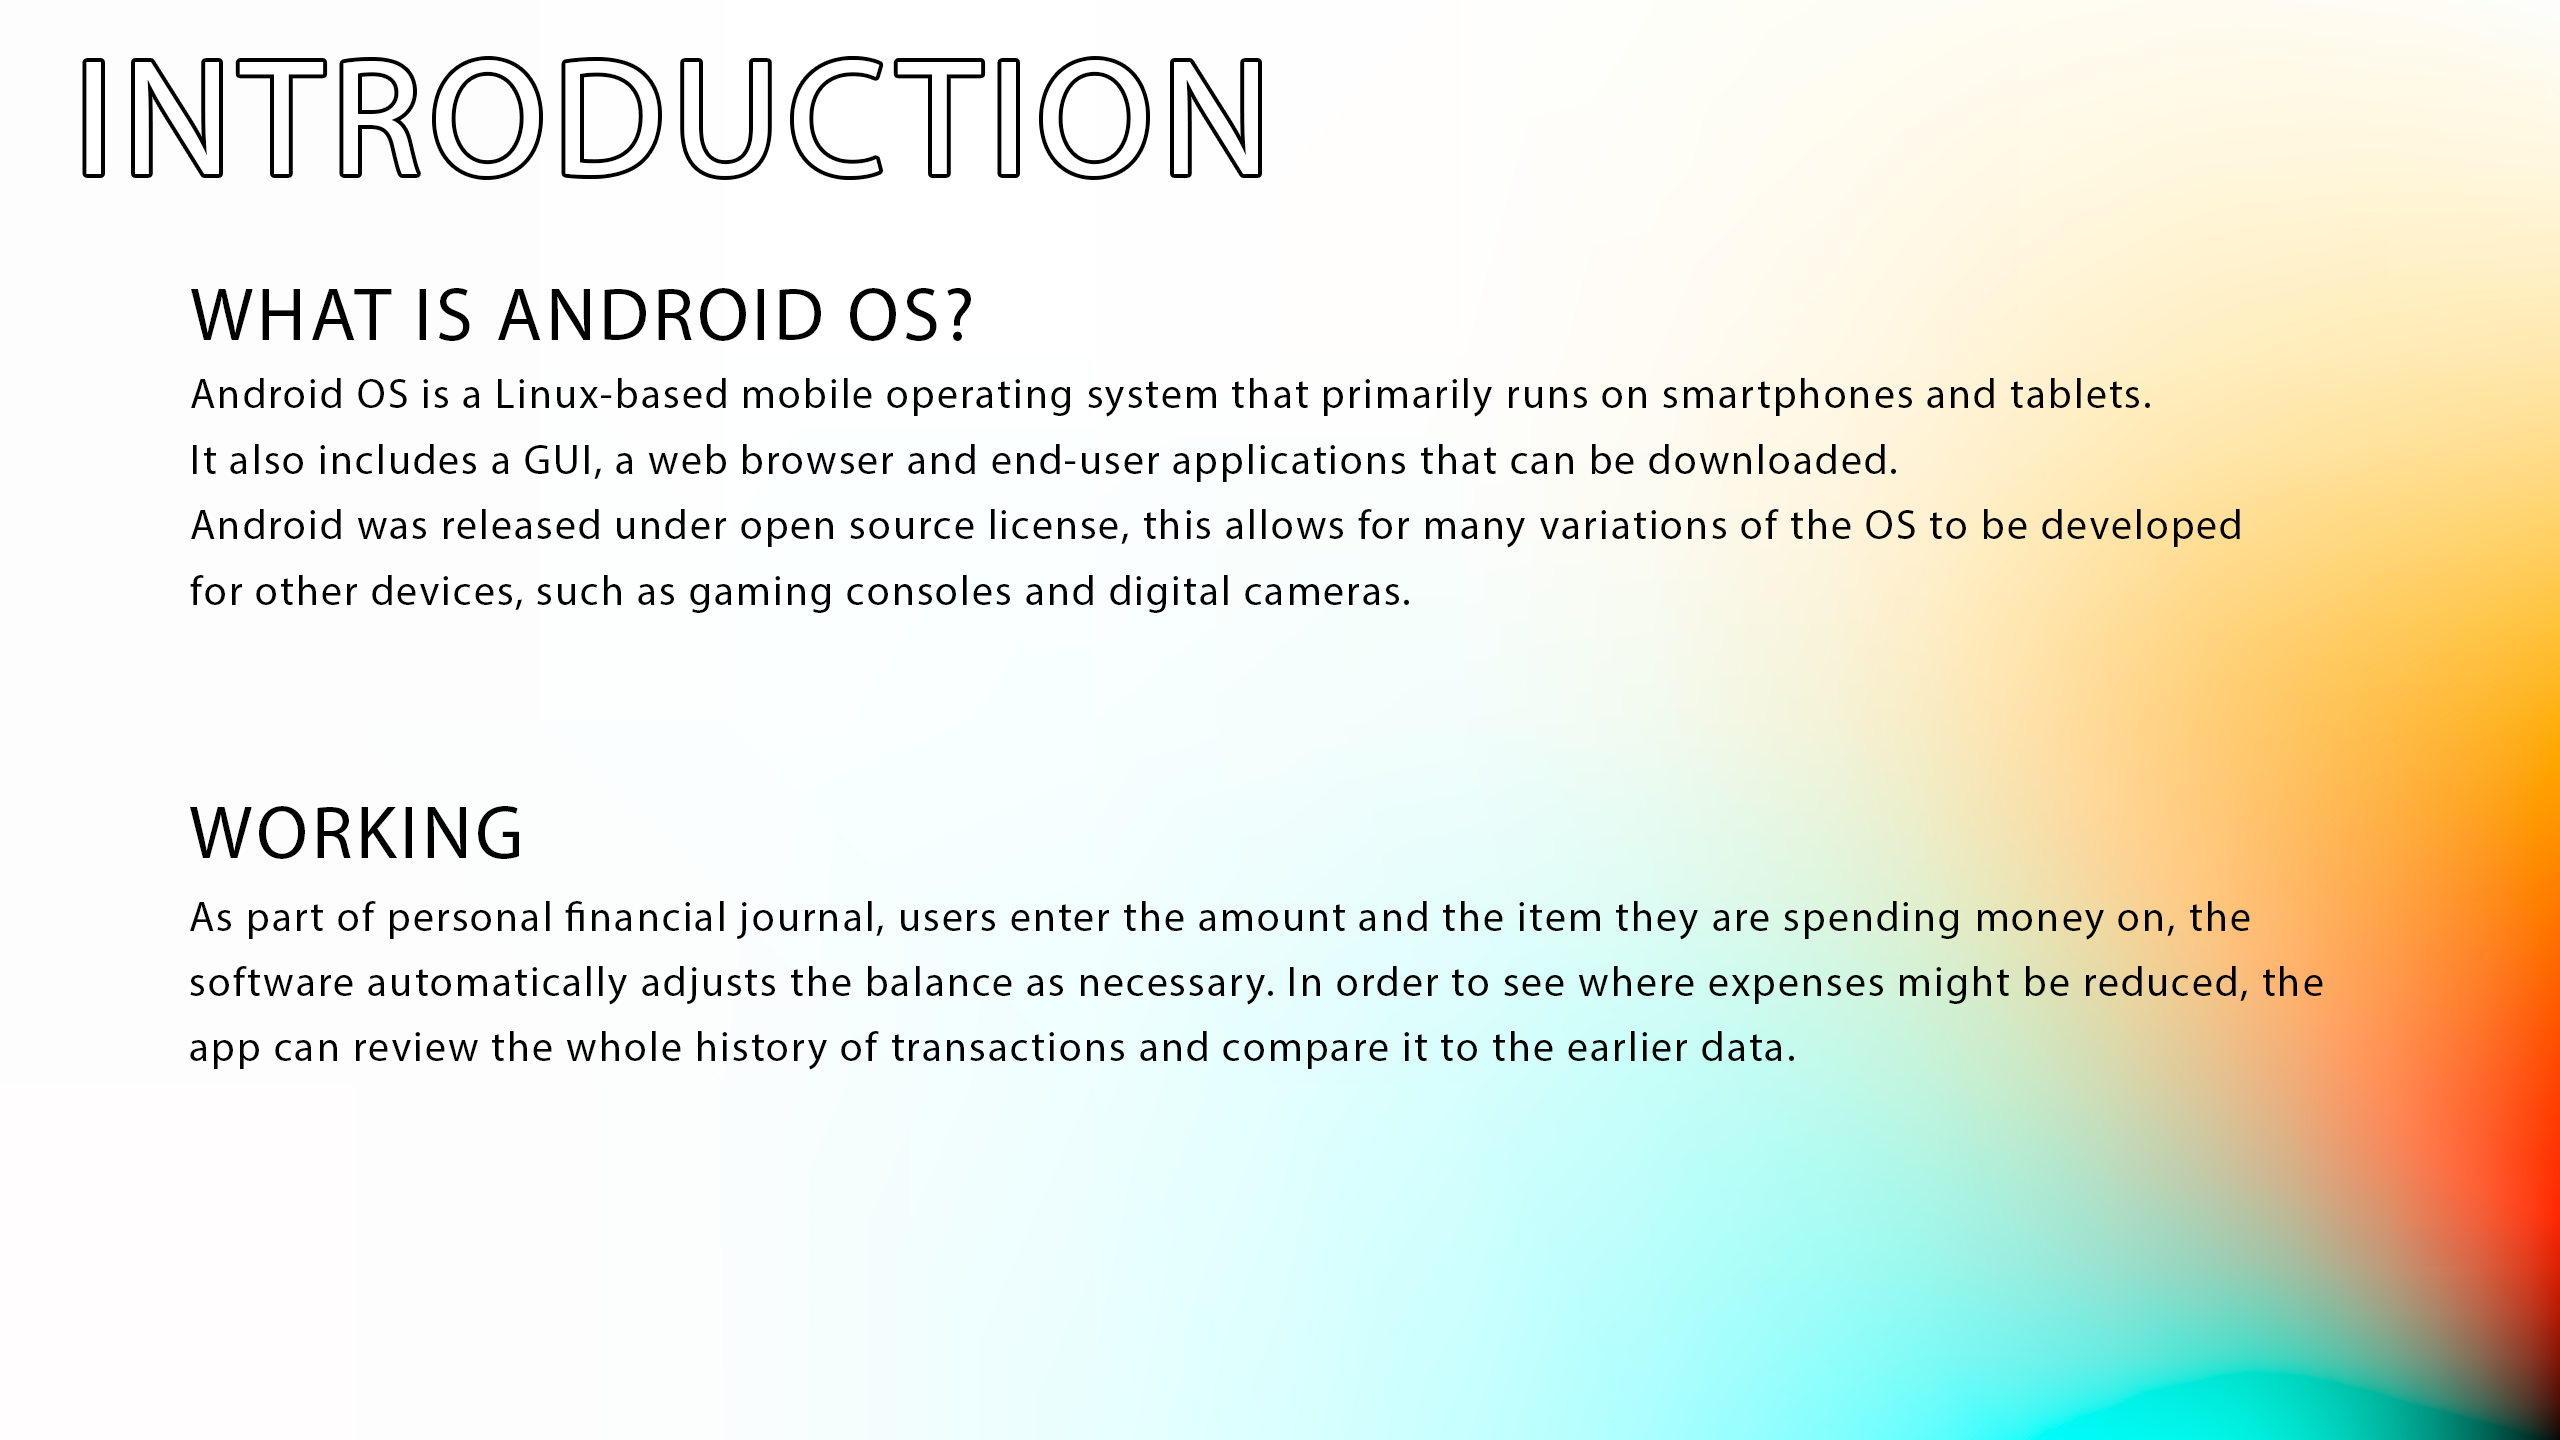 INTRODUCTION
WHAT IS ANDROID OS?
Android OS is a Linux-based mobile operating system that primarily runs on smartphones and tablets.
It also includes a GUI, a web browser and end-user applications that can be downloaded.
Android was released under open source license, this allows for many variations of the OS to be developed
for other devices, such as gaming consoles and digital cameras.
WORKING
As part of personal financial journal, users enter the amount and the item they are spending money on, the
software automatically adjusts the balance as necessary. In order to see where expenses might be reduced, the
app can review the whole history of transactions and compare it to the earlier data.